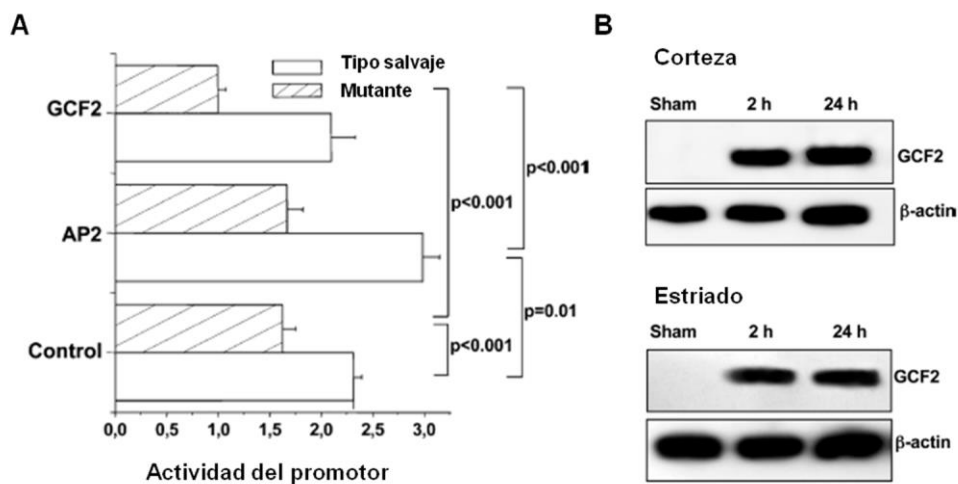 A
Tipo salvaje
Mutante
GCF2
AP2
Control
p<0.001
p<0.001
p=0.01
p<0.001
0,0 0,5 1,0 1,5 2,0 2,5 3,0
Actividad del promotor
B
Corteza
Sham 2 h 24 h
GCF2
β-actin
Estriado
Sham 2 h 24 h
GCF2
β-actin